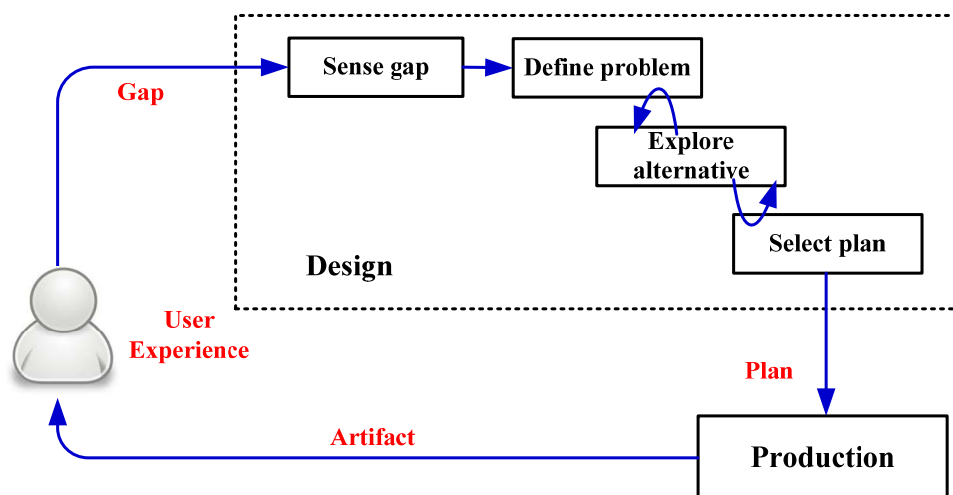 Sense gap
Define problem
Gap
Explore
alternative
Select plan
Design
User
Experience
Plan
Artifact
Production